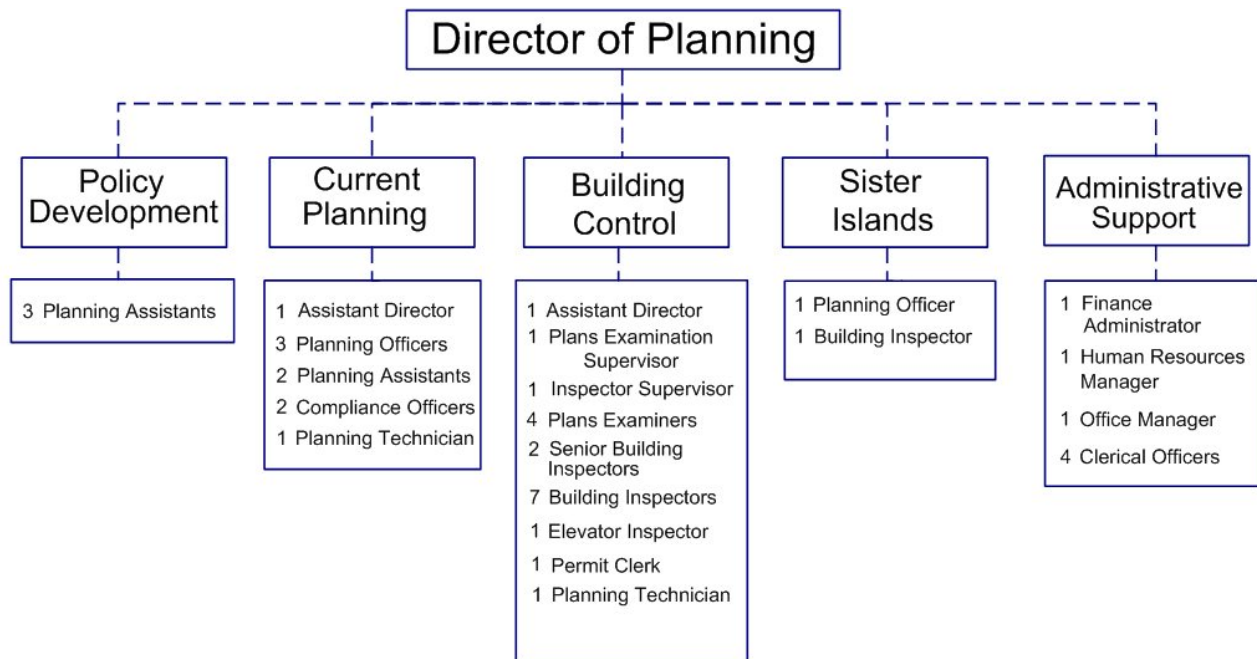 Director of Planning
Policy
Development
3 Planning Assistants
Current
Planning
1 Assistant Director
3 Planning Officers
2 Planning Assistants
2 Compliance Officers
1 Planning Technician
Building
Control
1 Assistant Director
1 Plans Examination
Supervisor
1 Inspector Supervisor
4 Plans Examiners
2 Senior Building
Inspectors
7 Building Inspectors
1 Elevator Inspector
1 Permit Clerk
1 Planning Technician
Sister
Islands
1 Planning Officer
1 Building Inspector
Administrative
Support
1 Finance
Administrator
1 Human Resources
Manager
1 Office Manager
4 Clerical Officers